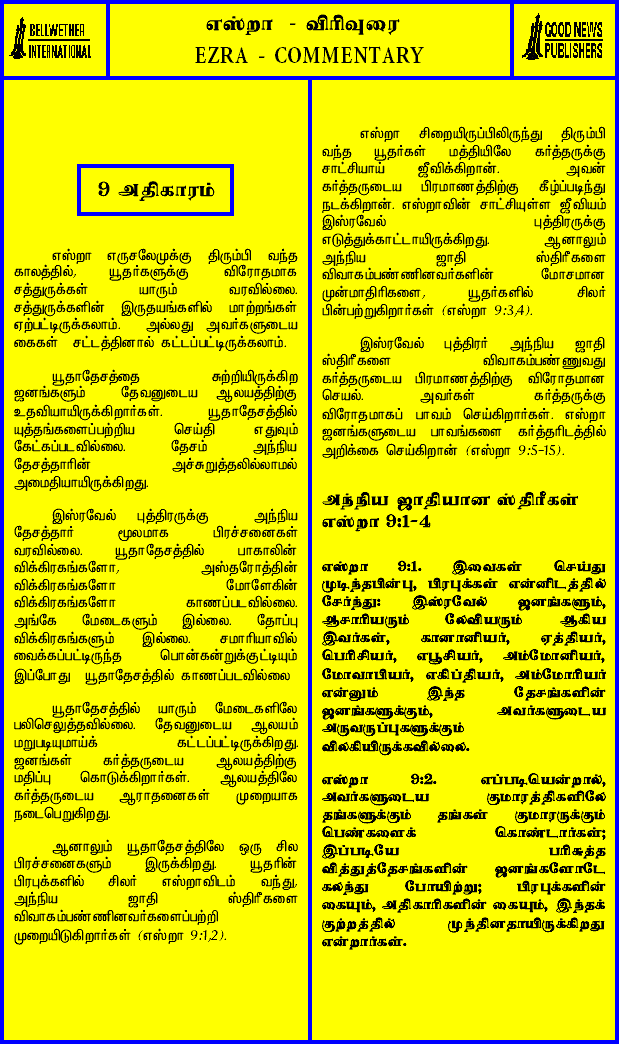 BELLWETHER
INTERNATIONAL
எஸ்றா - விரிவுரை
EZRA - COMMENTARY
GOOD NEWS
PUBLISHERS
9 அதிகாரம்
எஸ்றா எருசலேமுக்கு திரும்பி வந்த
காலத்தில், யூதர்களுக்கு விரோதமாக
சத்துருக்கள் யாரும் வரவில்லை.
சத்துருக்களின் இருதயங்களில் மாற்றங்கள்
ஏற்பட்டிருக்கலாம். அல்லது அவர்களுடைய
கைகள் சட்டத்தினால் கட்டப்பட்டிருக்கலாம்.
யூதாதேசத்தை சுற்றியிருக்கிற
ஜனங்களும் தேவனுடைய ஆலயத்திற்கு
உதவியாயிருக்கிறார்கள். யூதாதேசத்தில்
யுத்தங்களைப்பற்றிய செய்தி எதுவும்
கேட்கப்படவில்லை. தேசம் அந்நிய
தேசத்தாரின் அச்சுறுத்தலில்லாமல்
அமைதியாயிருக்கிறது.
இஸ்ரவேல் புத்திரருக்கு அந்நிய
தேசத்தார் மூலமாக பிரச்சனைகள்
வரவில்லை. யூதாதேசத்தில் பாகாலின்
விக்கிரகங்களோ, அஸ்தரோத்தின்
விக்கிரகங்களோ மோளேகின்
விக்கிரகங்களோ காணப்படவில்லை.
அங்கே மேடைகளும் இல்லை. தோப்பு
விக்கிரகங்களும் இல்லை. சமாரியாவில்
வைக்கப்பட்டிருந்த பொன்கன்றுக்குட்டியும்
இப்போது யூதாதேசத்தில் காணப்படவில்லை
யூதாதேசத்தில் யாரும் மேடைகளிலே
பலிசெலுத்தவில்லை. தேவனுடைய ஆலயம்
மறுபடியுமாய்க் கட்டப்பட்டிருக்கிறது.
ஜனங்கள் கர்த்தருடைய ஆலயத்திற்கு
மதிப்பு கொடுக்கிறார்கள். ஆலயத்திலே
கர்த்தருடைய ஆராதனைகள் முறையாக
நடைபெறுகிறது.
ஆனாலும் யூதாதேசத்திலே ஒரு சில
பிரச்சனைகளும் இருக்கிறது. யூதரின்
பிரபுக்களில் சிலர் எஸ்றாவிடம் வந்து,
அந்நிய ஜாதி ஸ்திரீகளை
விவாகம்பண்ணினவர்களைப்பற்றி
முறையிடுகிறார்கள் (எஸ்றா 9:1,2).
எஸ்றா சிறையிருப்பிலிருந்து திரும்பி
வந்த யூதர்கள் மத்தியிலே கர்த்தருக்கு
சாட்சியாய் ஜீவிக்கிறான். அவன்
கர்த்தருடைய பிரமாணத்திற்கு கீழ்ப்படிந்து
நடக்கிறான். எஸ்றாவின் சாட்சியுள்ள ஜீவியம்
இஸ்ரவேல் புத்திரருக்கு
எடுத்துக்காட்டாயிருக்கிறது. ஆனாலும்
அந்நிய ஜாதி ஸ்திரீகளை
விவாகம்பண்ணினவர்களின் மோசமான
முன்மாதிரிகளை, யூதர்களில் சிலர்
பின்பற்றுகிறார்கள் (எஸ்றா 9:3,4).
இஸ்ரவேல் புத்திரர் அந்நிய ஜாதி
ஸ்திரீகளை விவாகம்பண்ணுவது
கர்த்தருடைய பிரமாணத்திற்கு விரோதமான
செயல். அவர்கள் கர்த்தருக்கு
விரோதமாகப் பாவம் செய்கிறார்கள். எஸ்றா
ஜனங்களுடைய பாவங்களை கர்த்தரிடத்தில்
அறிக்கை செய்கிறான் (எஸ்றா 9:5-15).
அந்நிய ஜாதியான ஸ்திரீகள்
எஸ்றா 9:1-4
எஸ்றா 9:1. இவைகள் செய்து
முடிந்தபின்பு, பிரபுக்கள் என்னிடத்தில்
சேர்ந்து: இஸ்ரவேல் ஜனங்களும்,
ஆசாரியரும் லேவியரும் ஆகிய
இவர்கள், கானானியர், ஏத்தியர்,
பெரிசியர், எபூசியர், அம்மோனியர்,
மோவாபியர், எகிப்தியர், அம்மோரியர்
என்னும் இந்த தேசங்களின்
ஜனங்களுக்கும், அவர்களுடைய
அருவருப்புகளுக்கும்
விலகியிருக்கவில்லை.
எஸ்றா 9:2. எப்படியென்றால்,
அவர்களுடைய குமாரத்திகளிலே
தங்களுக்கும் தங்கள் குமாரருக்கும்
பெண்களைக் கொண்டார்கள்;
இப்படியே பரிசுத்த
வித்துத்தேசங்களின் ஜனங்களோடே
கலந்து போயிற்று; பிரபுக்களின்
கையும், அதிகாரிகளின் கையும், இந்தக்
குற்றத்தில் முந்தினதாயிருக்கிறது
என்றார்கள்.